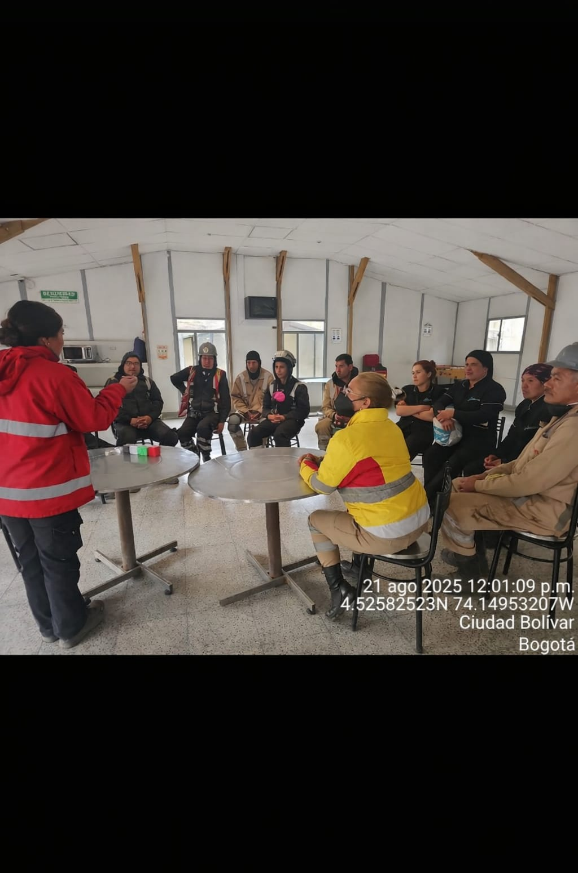 21 ago 2025 12:01:09 p.m.
4.52582523N 74.14953207W
Ciudad Bolívar
Bogotá